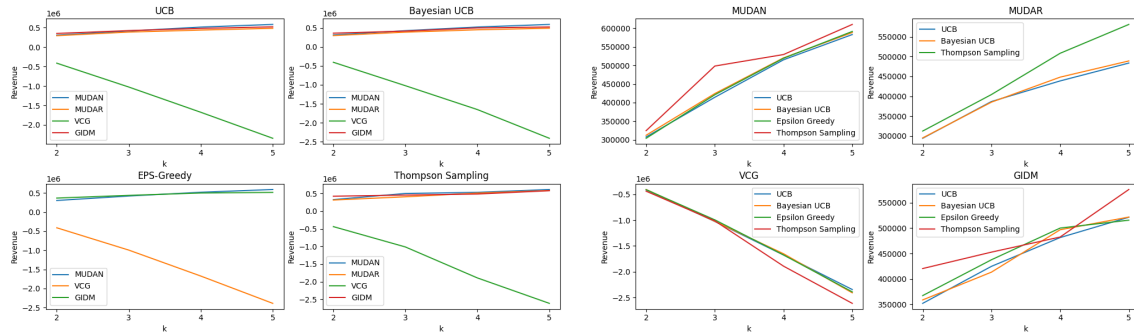 UCB
1e6
Revenue
0.5
0.0
−0.5
−1.0
−1.5
−2.0
MUDAN
MUDAR
VCG
GIDM
2 3 4 5
k
Bayesian UCB
1e6
Revenue
0.5
0.0
−0.5
−1.0
−1.5
−2.0
−2.5
MUDAN
MUDAR
VCG
GIDM
2 3 4 5
k
MUDAN
Revenue
600000
550000
500000
450000
400000
350000
300000
UCB
Bayesian UCB
Epsilon Greedy
Thompson Sampling
2 3 4 5
k
MUDAR
Revenue
550000
500000
450000
400000
350000
300000
UCB
Bayesian UCB
Thompson Sampling
2 3 4 5
k
EPS-Greedy
1e6
Revenue
0.5
0.0
−0.5
−1.0
−1.5
−2.0
−2.5
MUDAN
VCG
GIDM
2 3 4 5
k
Thompson Sampling
1e6
Revenue
0.5
0.0
−0.5
−1.0
−1.5
−2.0
−2.5
MUDAN
MUDAR
VCG
GIDM
2 3 4 5
k
VCG
1e6
Revenue
−0.5
−1.0
−1.5
−2.0
−2.5
UCB
Bayesian UCB
Epsilon Greedy
Thompson Sampling
2 3 4 5
k
GIDM
Revenue
550000
500000
450000
400000
350000
UCB
Bayesian UCB
Epsilon Greedy
Thompson Sampling
2 3 4 5
k